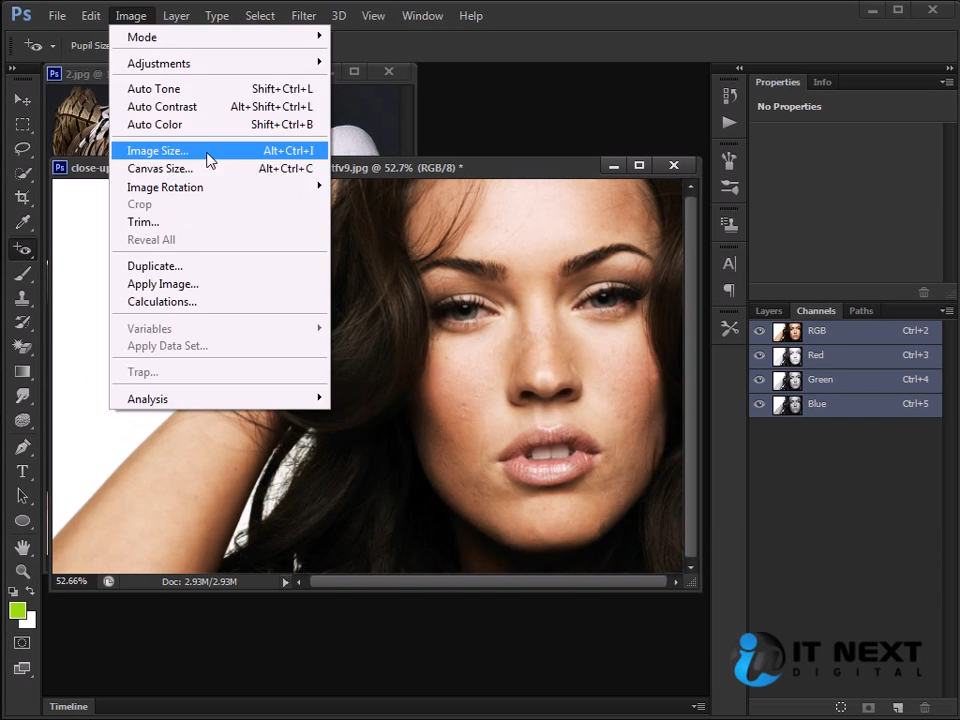 Ps File Edit Image Layer Type Select Filter 3D View Window Help
Pupil Size
Mode
Adjustments
Auto Tone Shift+Ctrl+L
Auto Contrast Alt+Shift+Ctrl+L
Auto Color Shift+Ctrl+B
Image Size... Alt+Ctrl+I
Canvas Size... Alt+Ctrl+C
Image Rotation
Crop
Trim...
Reveal All
Duplicate...
Apply Image...
Calculations...
Variables
Apply Data Set...
Trap...
Analysis
Ps 2.jpg @
Ps close-up
tfv9.jpg @ 52.7% (RGB/8) *
52.66% Doc: 2.93M/2.93M
Properties Info
No Properties
Layers Channels Paths
RGB Ctrl+2
Red Ctrl+3
Green Ctrl+4
Blue Ctrl+5
IT NEXT
DIGITAL
Timeline